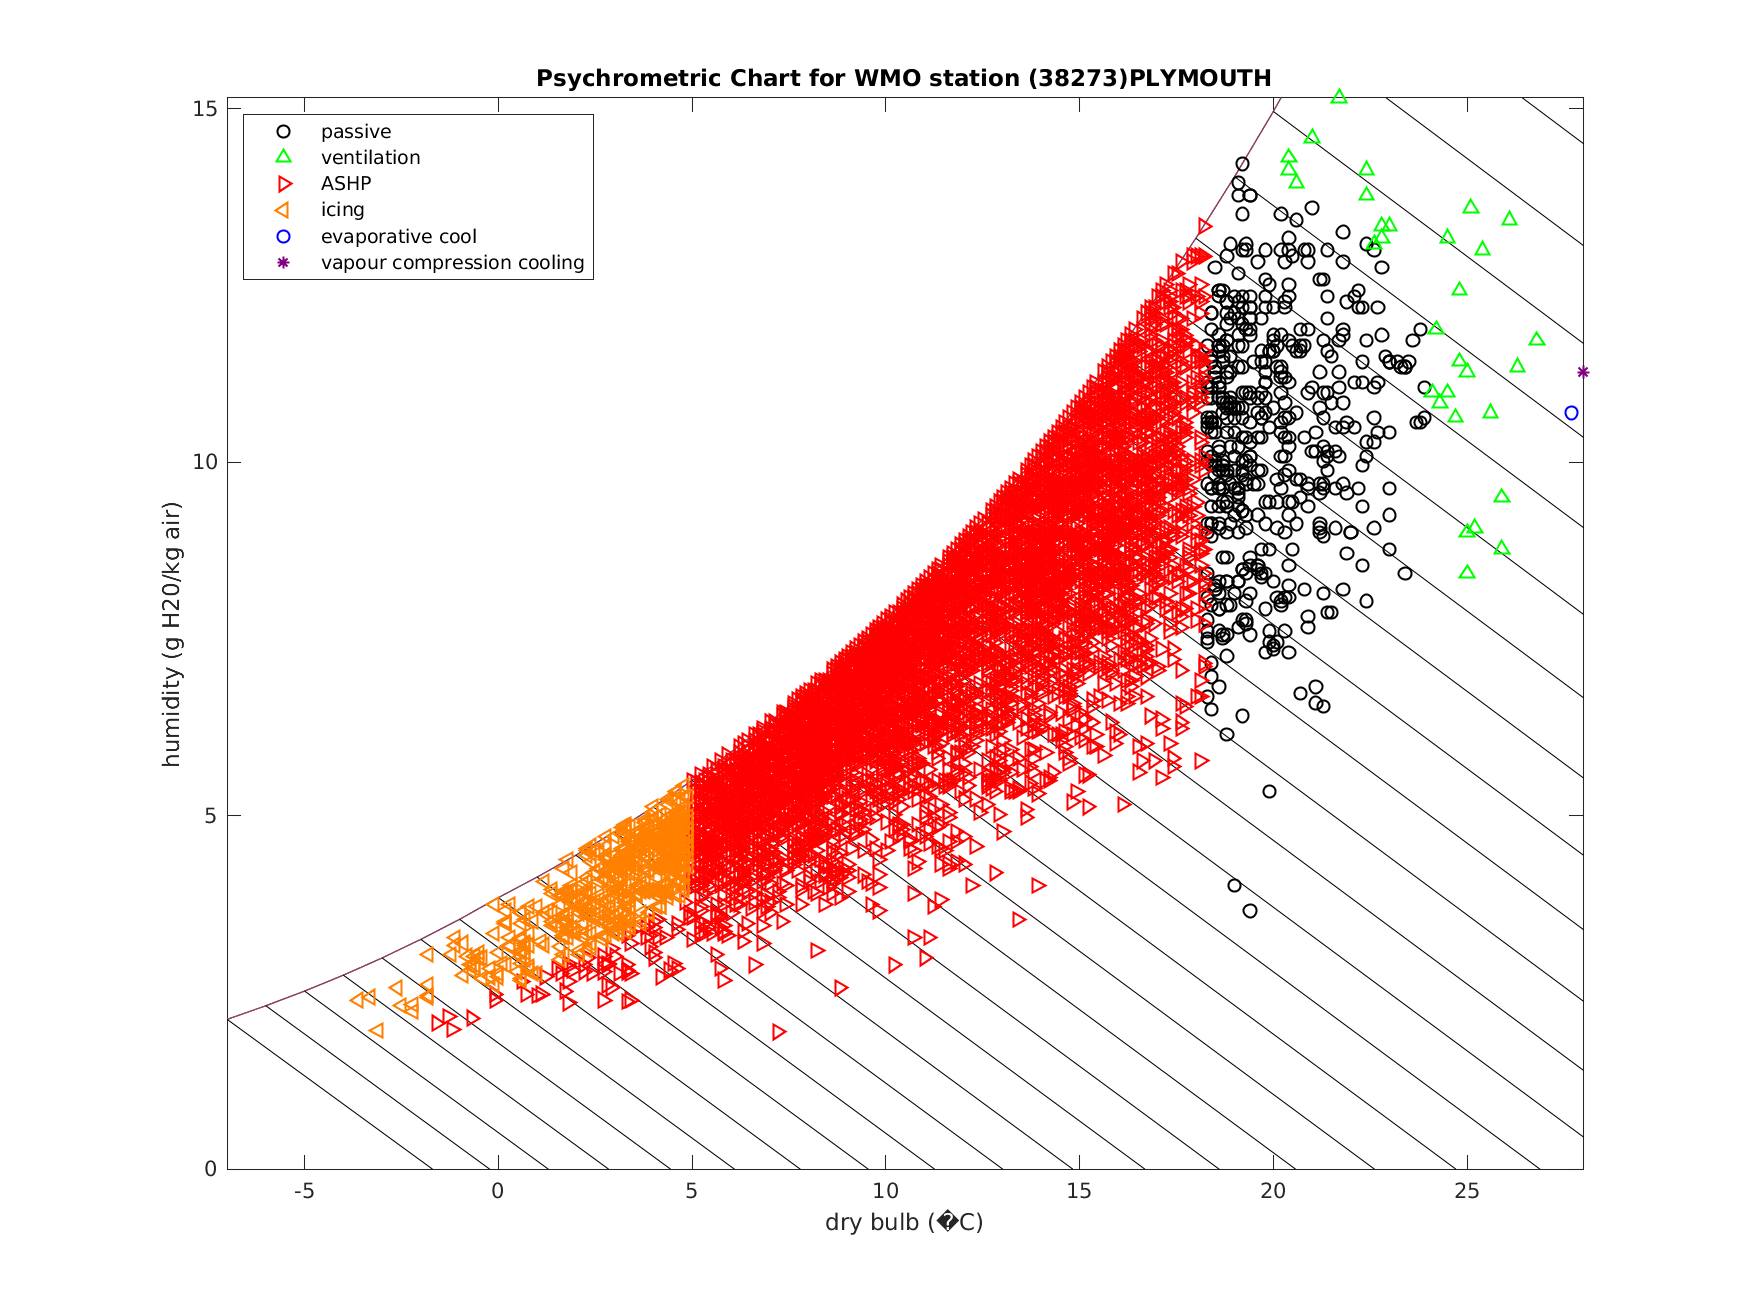 Psychrometric Chart for WMO station (38273)PLYMOUTH
passive
ventilation
ASHP
icing
evaporative cool
vapour compression cooling
humidity (g H20/kg air)
15
10
5
0
-5 0 5 10 15 20 25
dry bulb (�C)